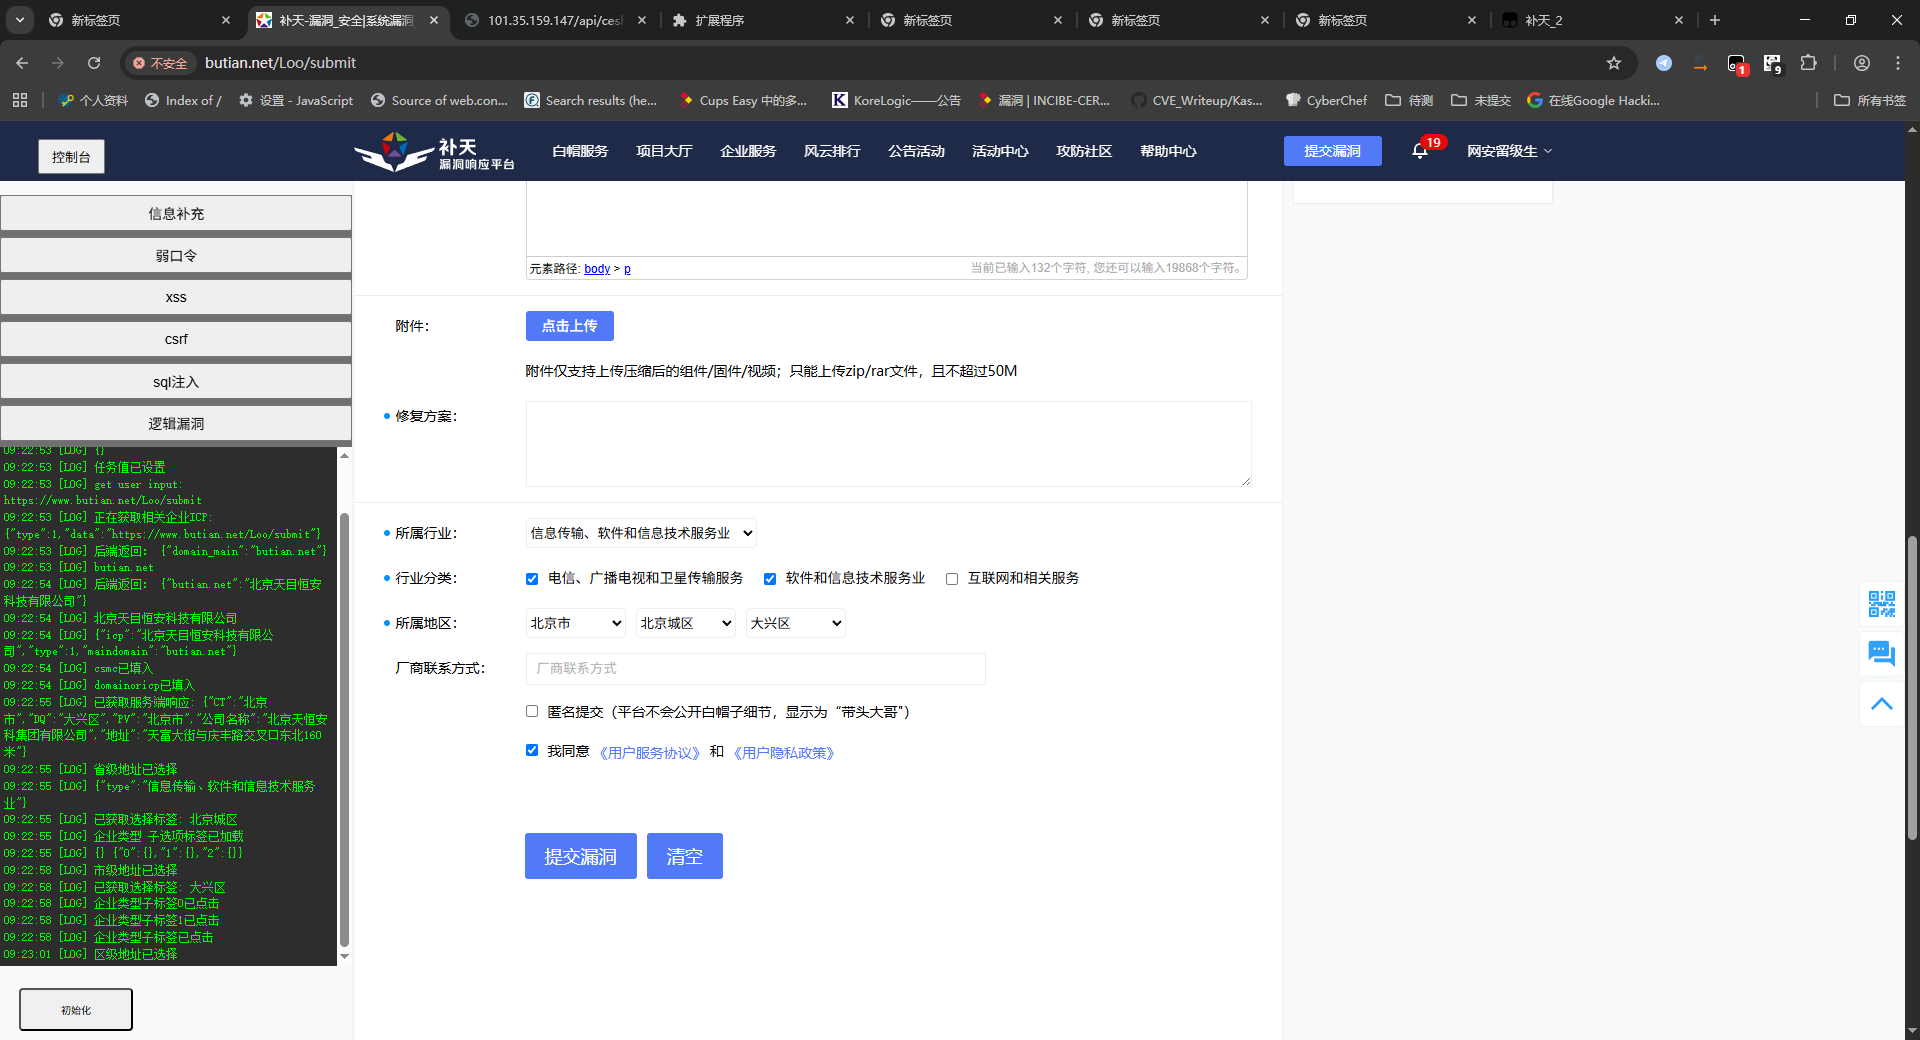 新标签页
补天-漏洞_安全|系统漏洞
101.35.159.147/api/cesh
扩展程序
新标签页
新标签页
新标签页
补天_2
不安全
butian.net/Loo/submit
1
9
个人资料
Index of /
设置 - JavaScript
Source of web.con...
Search results (he...
Cups Easy 中的多...
KoreLogic——公告
漏洞 | INCIBE-CER...
CVE_Writeup/Kas...
CyberChef
待测
未提交
在线Google Hacki...
所有书签
控制台
补天
漏洞响应平台
白帽服务
项目大厅
企业服务
风云排行
公告活动
活动中心
攻防社区
帮助中心
提交漏洞
19
网安留级生
信息补充
弱口令
xss
csrf
sql注入
逻辑漏洞
09:22:53 [LOG] {}
09:22:53 [LOG] 任务值已设置
09:22:53 [LOG] get user input:
https://www.butian.net/Loo/submit
09:22:53 [LOG] 正在获取相关企业ICP:
{"type":1,"data":"https://www.butian.net/Loo/submit"}
09:22:53 [LOG] 后端返回: {"domain_main":"butian.net"}
09:22:53 [LOG] butian.net
09:22:54 [LOG] 后端返回: {"butian.net":"北京天目恒安
科技有限公司"}
09:22:54 [LOG] 北京天目恒安科技有限公司
09:22:54 [LOG] {"icp":"北京天目恒安科技有限公
司","type":1,"maindomain":"butian.net"}
09:22:54 [LOG] csmc已填入
09:22:54 [LOG] domainoricp已填入
09:22:55 [LOG] 已获取服务端响应: {"CT":"北京
市","DQ":"大兴区","PV":"北京市","公司名称":"北京天恒安
科集团有限公司","地址":"天富大街与庆丰路交叉口东北160
米"}
09:22:55 [LOG] 省级地址已选择
09:22:55 [LOG] {"type":"信息传输、软件和信息技术服务
业"}
09:22:55 [LOG] 已获取选择标签: 北京城区
09:22:55 [LOG] 企业类型 子选项标签已加载
09:22:55 [LOG] {} {"0":{},"1":{},"2":{}}
09:22:58 [LOG] 市级地址已选择
09:22:58 [LOG] 已获取选择标签: 大兴区
09:22:58 [LOG] 企业类型子标签0已点击
09:22:58 [LOG] 企业类型子标签1已点击
09:22:58 [LOG] 企业类型子标签已点击
09:23:01 [LOG] 区级地址已选择
初始化
元素路径: body > p
当前已输入132个字符, 您还可以输入19868个字符。
附件：
点击上传
附件仅支持上传压缩后的组件/固件/视频；只能上传zip/rar文件，且不超过50M
修复方案：
所属行业：
信息传输、软件和信息技术服务业
行业分类：
电信、广播电视和卫星传输服务
软件和信息技术服务业
互联网和相关服务
所属地区：
北京市
北京城区
大兴区
厂商联系方式：
厂商联系方式
匿名提交（平台不会公开白帽子细节，显示为“带头大哥"）
我同意 《用户服务协议》 和 《用户隐私政策》
提交漏洞
清空